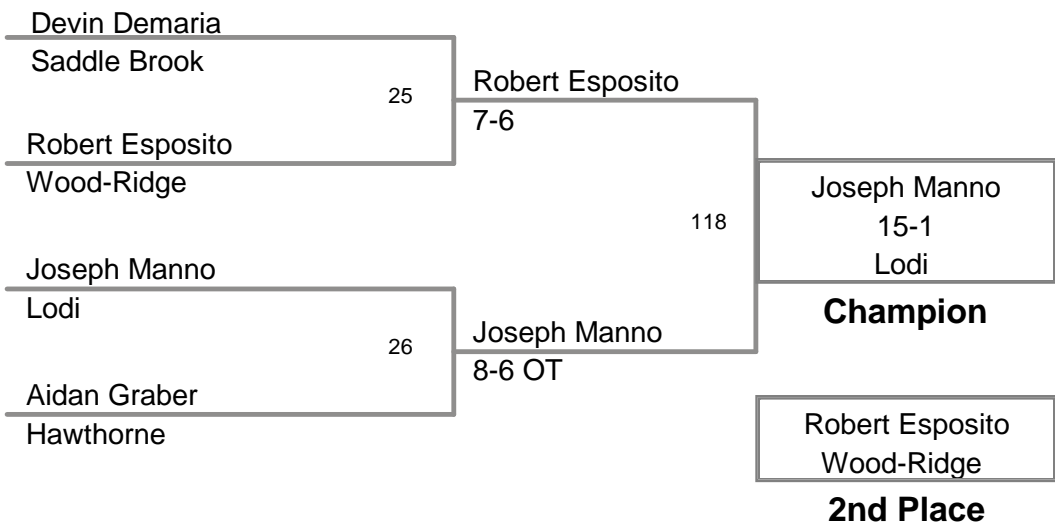 Devin Demaria
Saddle Brook
25
Robert Esposito
Wood-Ridge
Robert Esposito
7-6
Joseph Manno
Lodi
26
Aidan Graber
Hawthorne
Joseph Manno
8-6 OT
118
Joseph Manno
15-1
Lodi
Champion
Robert Esposito
Wood-Ridge
2nd Place